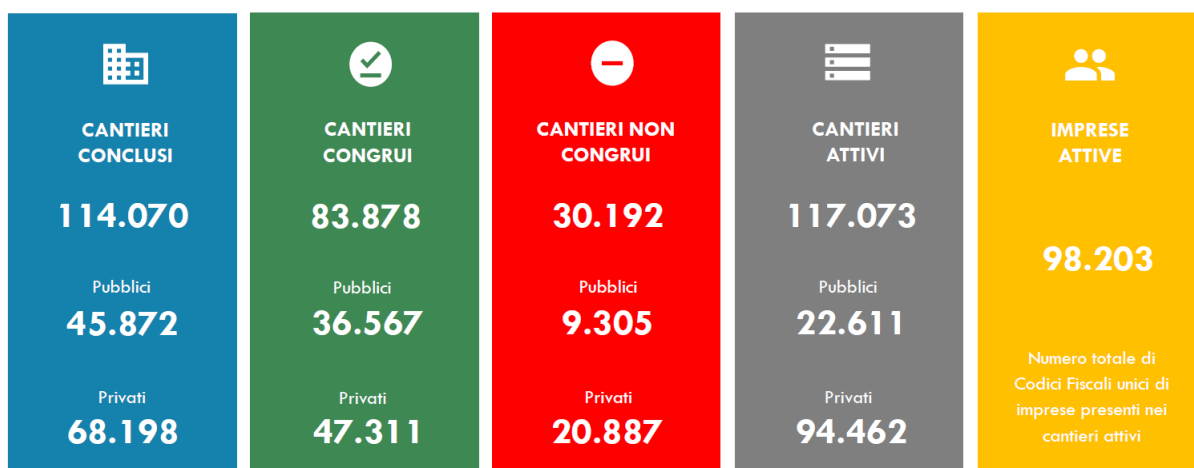 CANTIERI
CONCLUSI
114.070
Pubblici
45.872
Privati
68.198
CANTIERI
CONGRUI
83.878
Pubblici
36.567
Privati
47.311
CANTIERI NON
CONGRUI
30.192
Pubblici
9.305
Privati
20.887
CANTIERI
ATTIVI
117.073
Pubblici
22.611
Privati
94.462
IMPRESE
ATTIVE
98.203
Numero totale di
Codici Fiscali unici di
imprese presenti nei
cantieri attivi